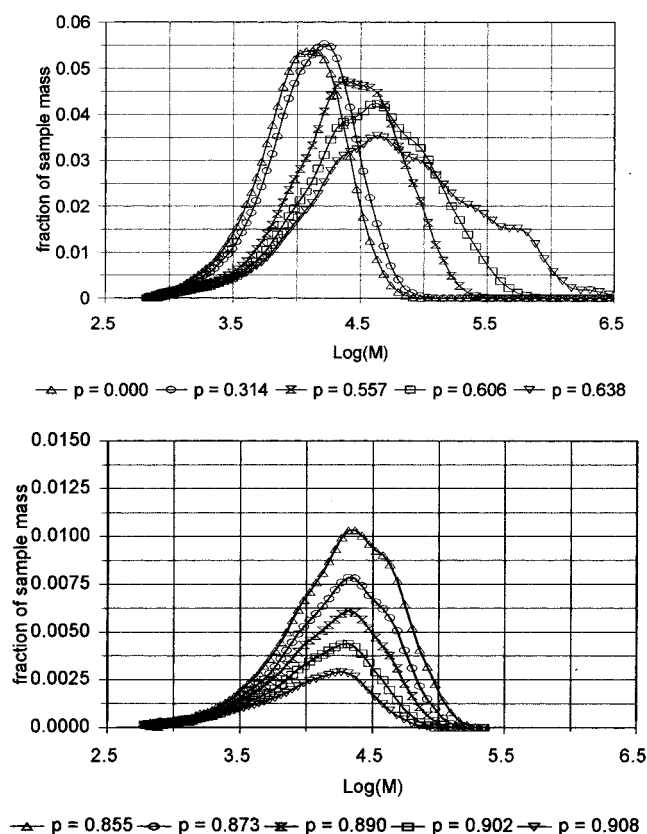 0.06
0.05
0.04
0.03
0.02
0.01
0
fraction of sample mass
2.5 3.5 4.5 5.5 6.5
Log(M)
p = 0.000 p = 0.314 p = 0.557 p = 0.606 p = 0.638
0.0150
0.0125
0.0100
0.0075
0.0050
0.0025
0.0000
fraction of sample mass
2.5 3.5 4.5 5.5 6.5
Log(M)
p = 0.855 p = 0.873 p = 0.890 p = 0.902 p = 0.908